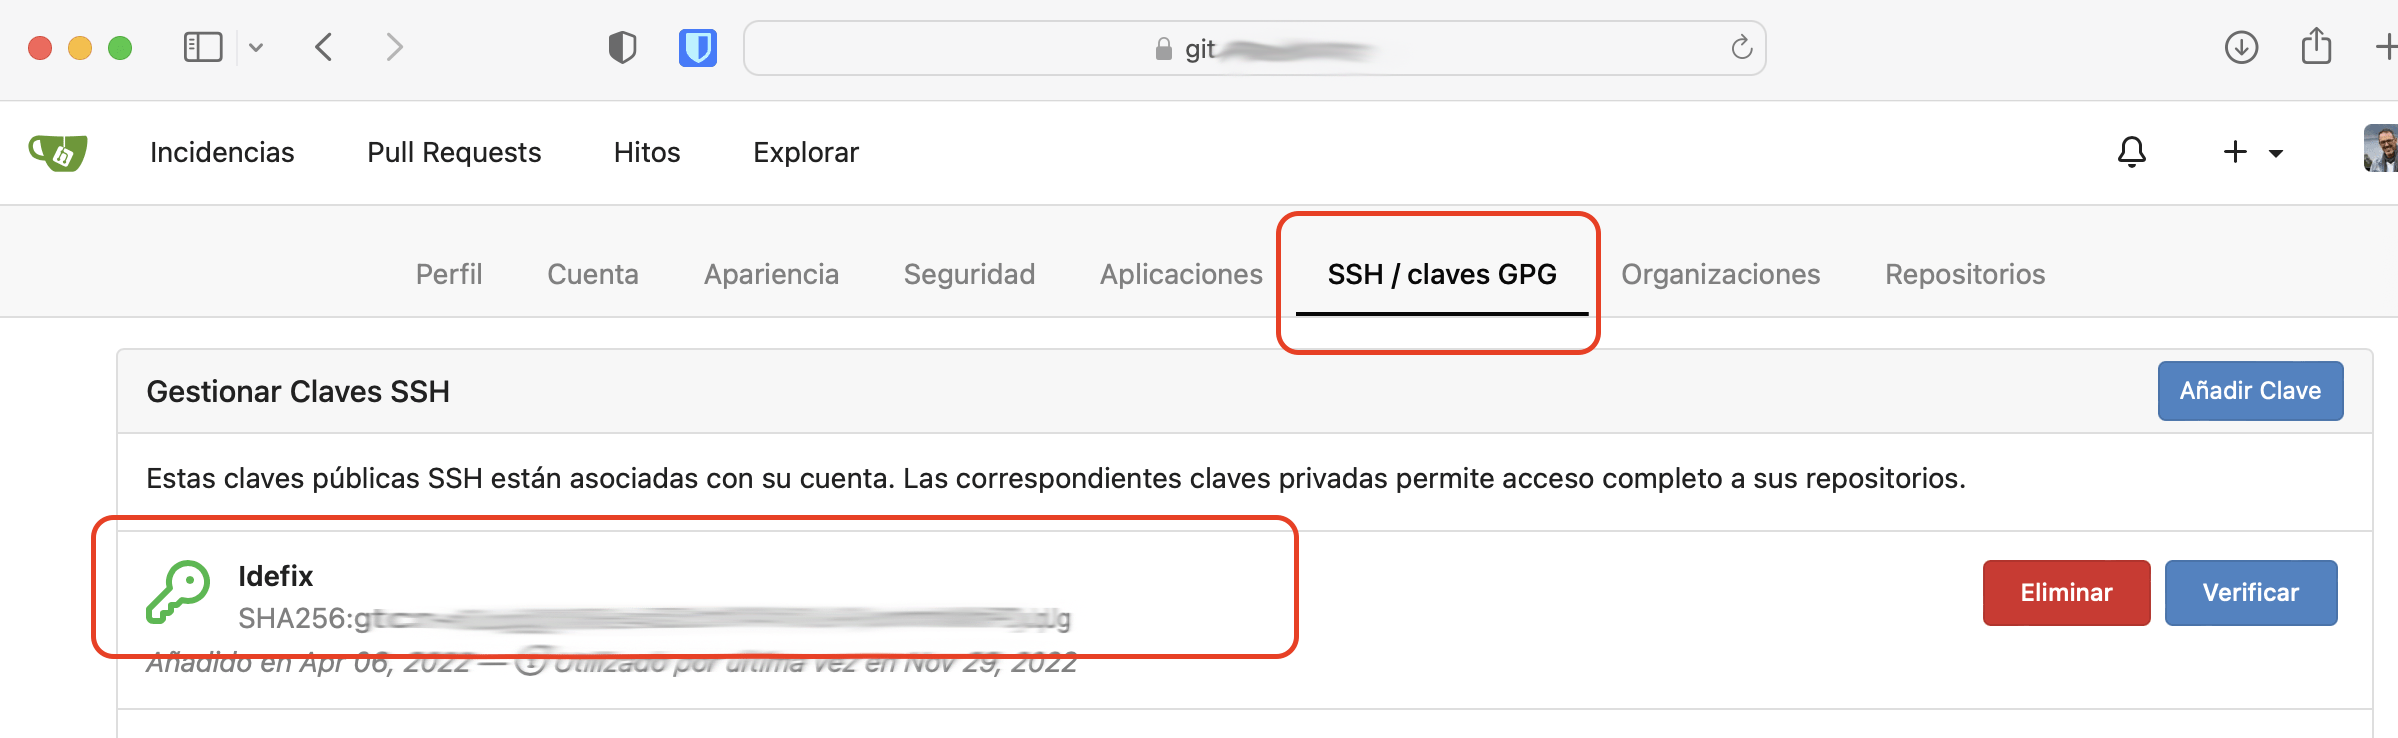 git
Incidencias Pull Requests Hitos Explorar
Perfil Cuenta Apariencia Seguridad Aplicaciones SSH / claves GPG Organizaciones Repositorios
Gestionar Claves SSH Añadir Clave
Estas claves públicas SSH están asociadas con su cuenta. Las correspondientes claves privadas permite acceso completo a sus repositorios.
Idefix
SHA256: Eliminar Verificar
Añadido en Apr 06, 2022 — Utilizado por última vez en Nov 29, 2022